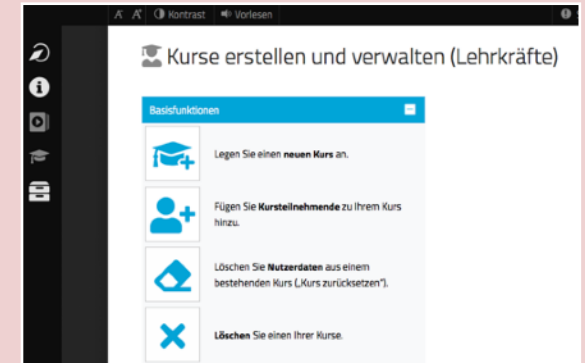 A A Kontrast Vorlesen
Kurse erstellen und verwalten (Lehrkräfte)
Basisfunktionen
Legen Sie einen neuen Kurs an.
Fügen Sie Kursteilnehmende zu Ihrem Kurs
hinzu.
Löschen Sie Nutzerdaten aus einem
bestehenden Kurs („Kurs zurücksetzen").
Löschen Sie einen Ihrer Kurse.